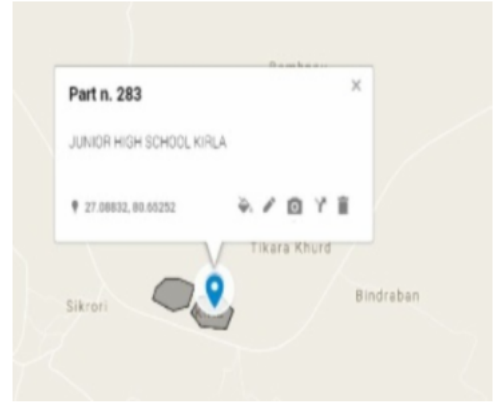 Part n. 283
JUNIOR HIGH SCHOOL KIRLA
27.08832, 80.65252
Tikara Khurd
Bindraban
Sikrori